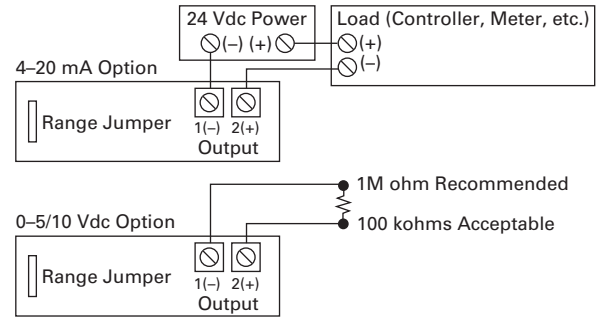 24 Vdc Power
(–) (+)
Load (Controller, Meter, etc.)
(+)
(–)
4–20 mA Option
Range Jumper
1(–) 2(+)
Output
1M ohm Recommended
0–5/10 Vdc Option
100 kohms Acceptable
Range Jumper
1(–) 2(+)
Output